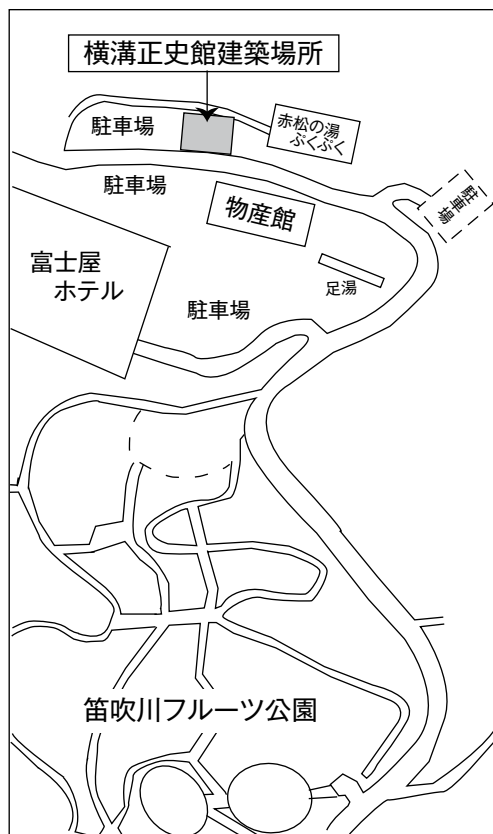 横溝正史館建築場所
駐車場
赤松の湯
ぷくぷく
駐車場
駐車場
物産館
富士屋
ホテル
足湯
駐車場
笛吹川フルーツ公園